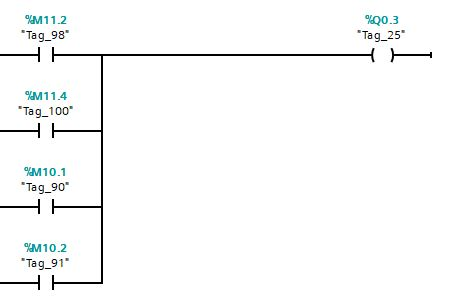 %M11.2
"Tag_98"
%Q0.3
"Tag_25"
%M11.4
"Tag_100"
%M10.1
"Tag_90"
%M10.2
"Tag_91"